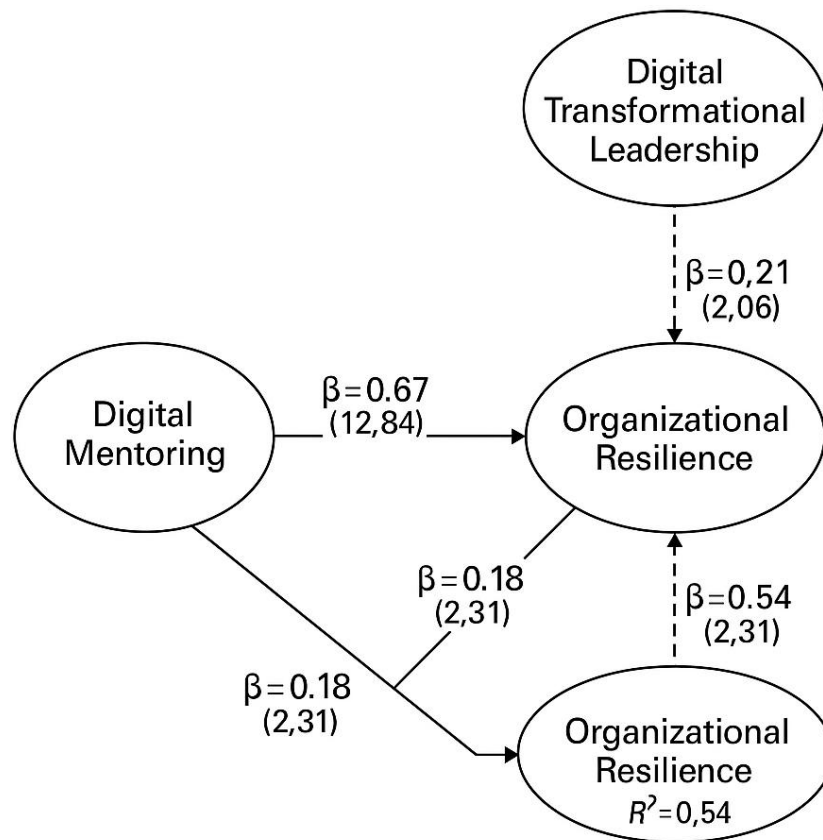 Digital
Transformational
Leadership
β=0,21
(2,06)
Digital
Mentoring
β=0.67
(12,84)
Organizational
Resilience
β=0.18
(2,31)
β=0.54
(2,31)
β=0.18
(2,31)
Organizational
Resilience
R²=0,54